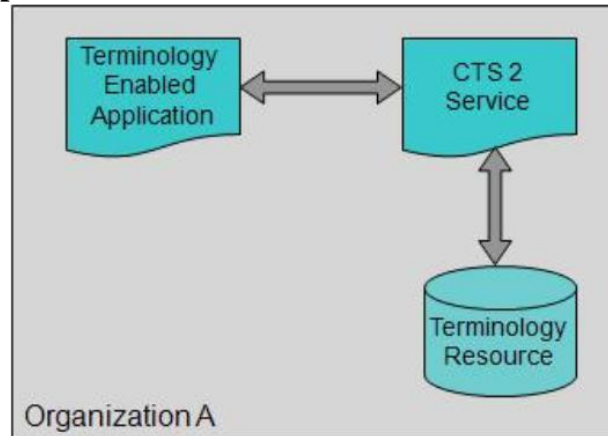 Terminology
Enabled
Application
CTS 2
Service
Terminology
Resource
Organization A